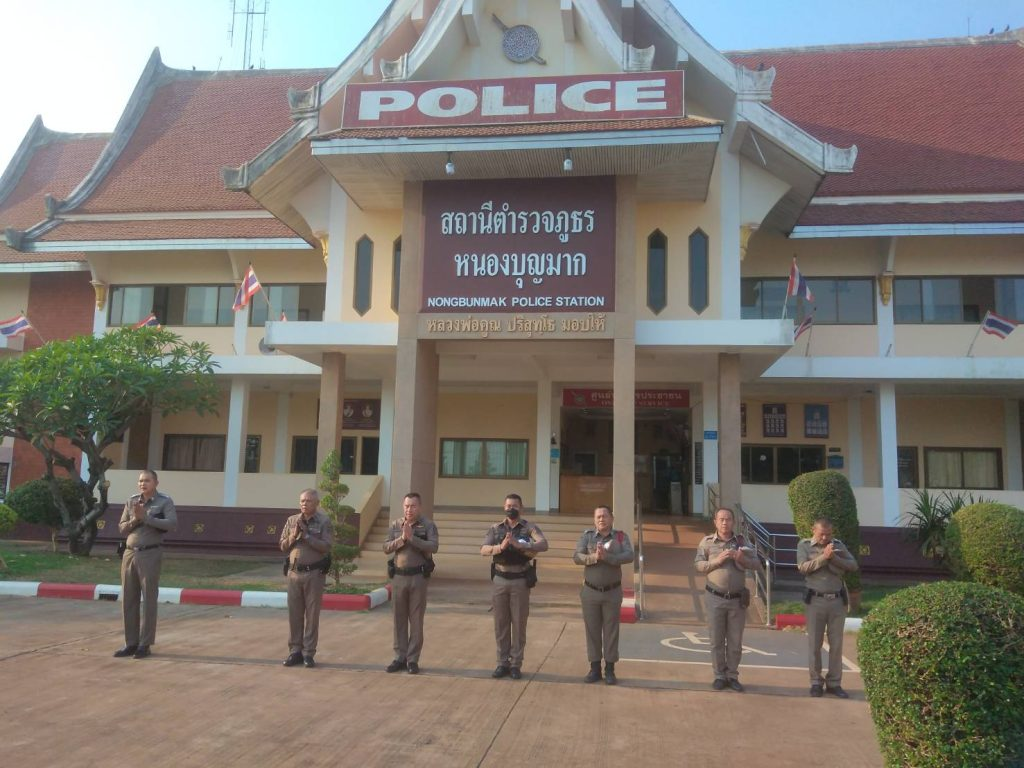 POLICE
สถานีตำรวจภูธร
หนองบุญมาก
NONGBUNMAK POLICE STATION
หลวงพ่อคูณ ปริสุทฺโธ มอบให้